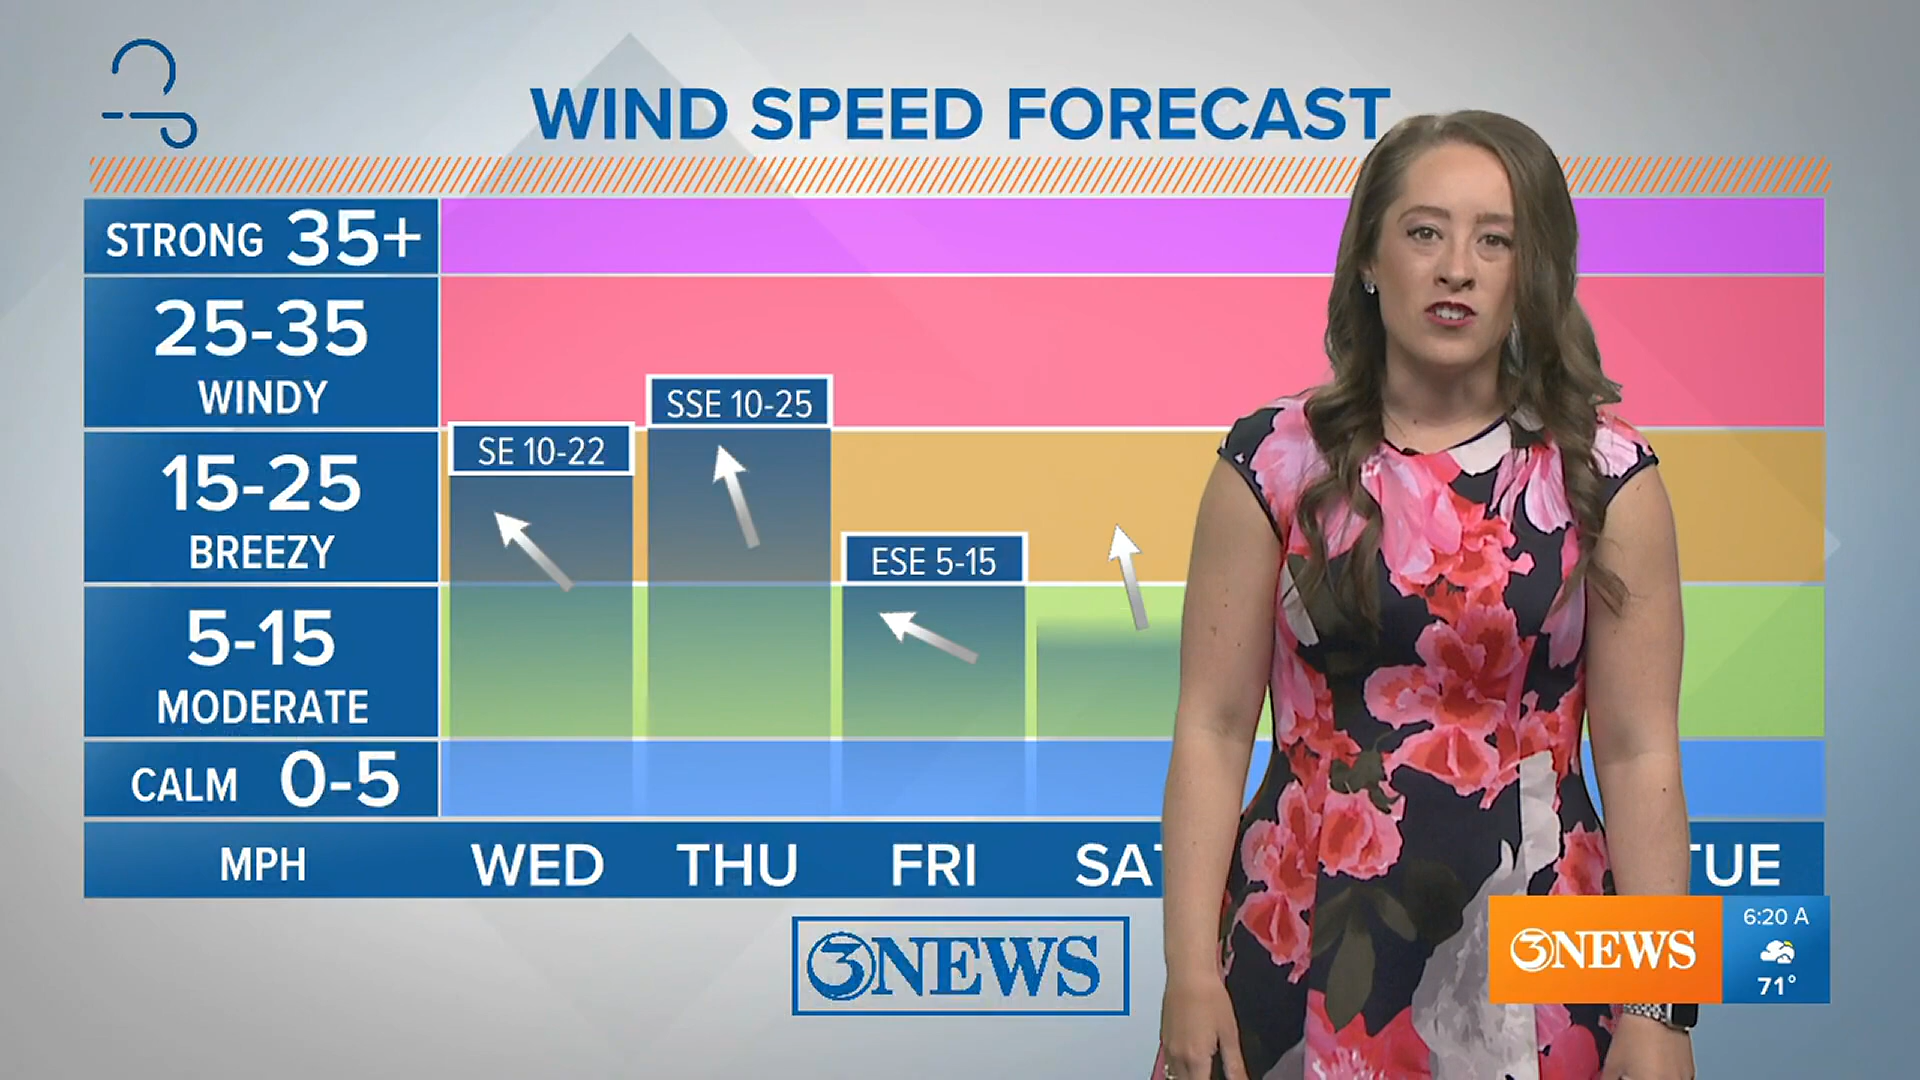 WIND SPEED FORECAST
STRONG 35+
25-35
WINDY
SSE 10-25
SE 10-22
15-25
BREEZY
ESE 5-15
5-15
MODERATE
CALM 0-5
MPH WED THU FRI SAT TUE
3NEWS
3NEWS
6:20 A
71°